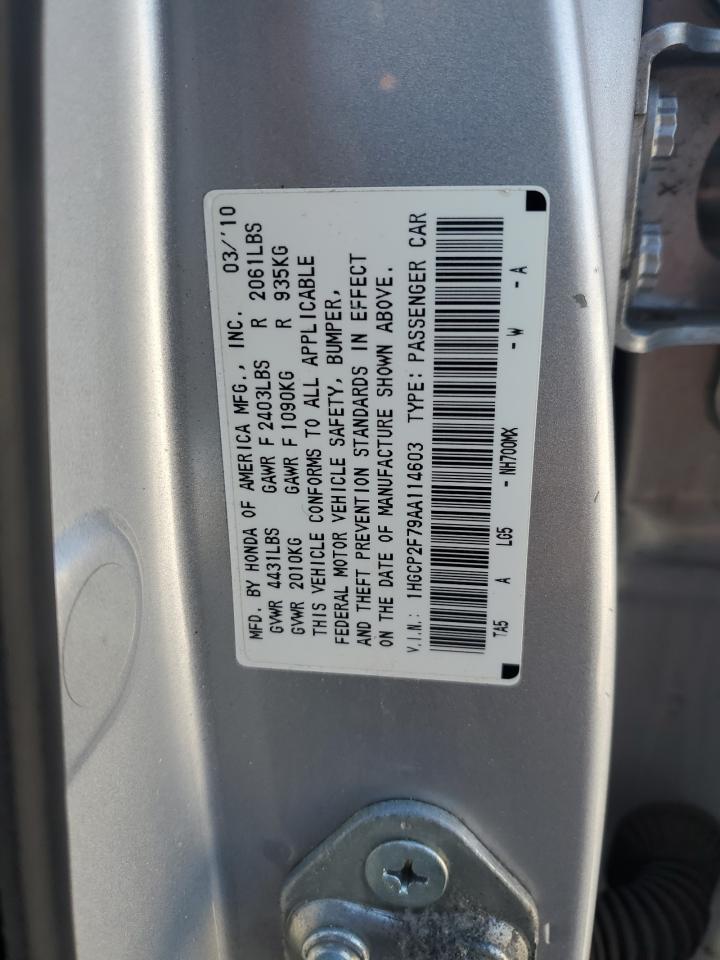 MFD. BY HONDA OF AMERICA MFG., INC. 03/'10
GVWR 4431LBS GAWR F 2403LBS R 2061LBS
GVWR 2010KG GAWR F 1090KG R 935KG
THIS VEHICLE CONFORMS TO ALL APPLICABLE
FEDERAL MOTOR VEHICLE SAFETY, BUMPER,
AND THEFT PREVENTION STANDARDS IN EFFECT
ON THE DATE OF MANUFACTURE SHOWN ABOVE.
V.I.N.: 1HGCP2F79AA114603 TYPE: PASSENGER CAR
TA5 A LG5 - NH700MX - W - A